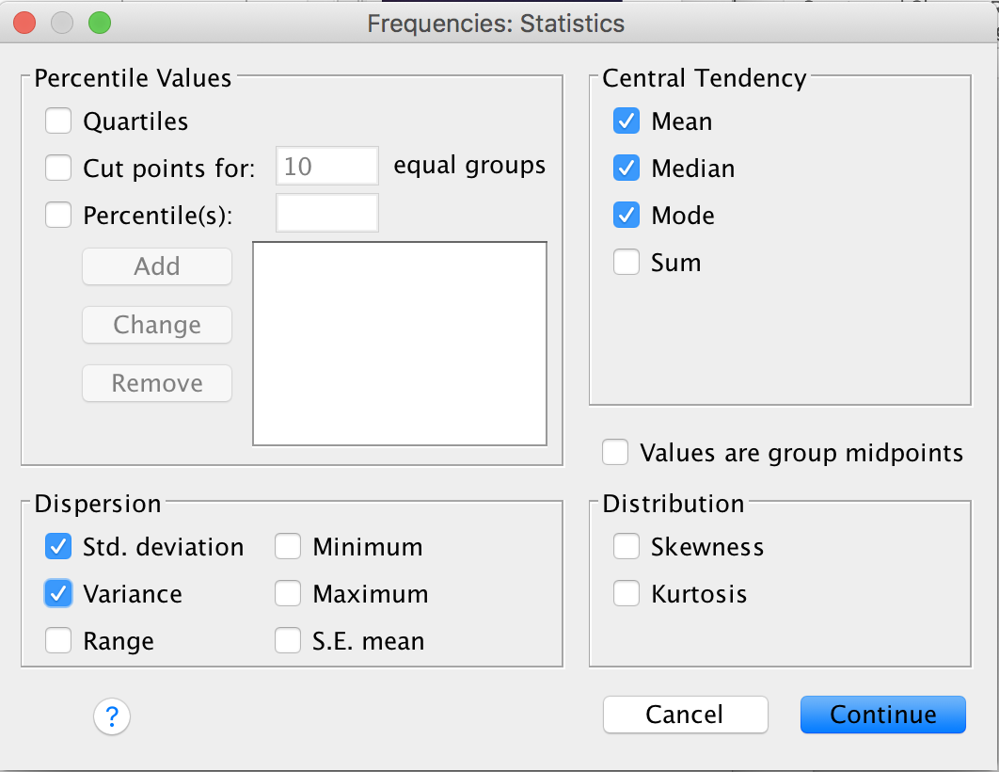 Frequencies: Statistics
Percentile Values
Quartiles
Cut points for: 10 equal groups
Percentile(s):
Add
Change
Remove
Central Tendency
Mean
Median
Mode
Sum
Values are group midpoints
Dispersion
Std. deviation Minimum
Variance Maximum
Range S.E. mean
Distribution
Skewness
Kurtosis
? Cancel Continue